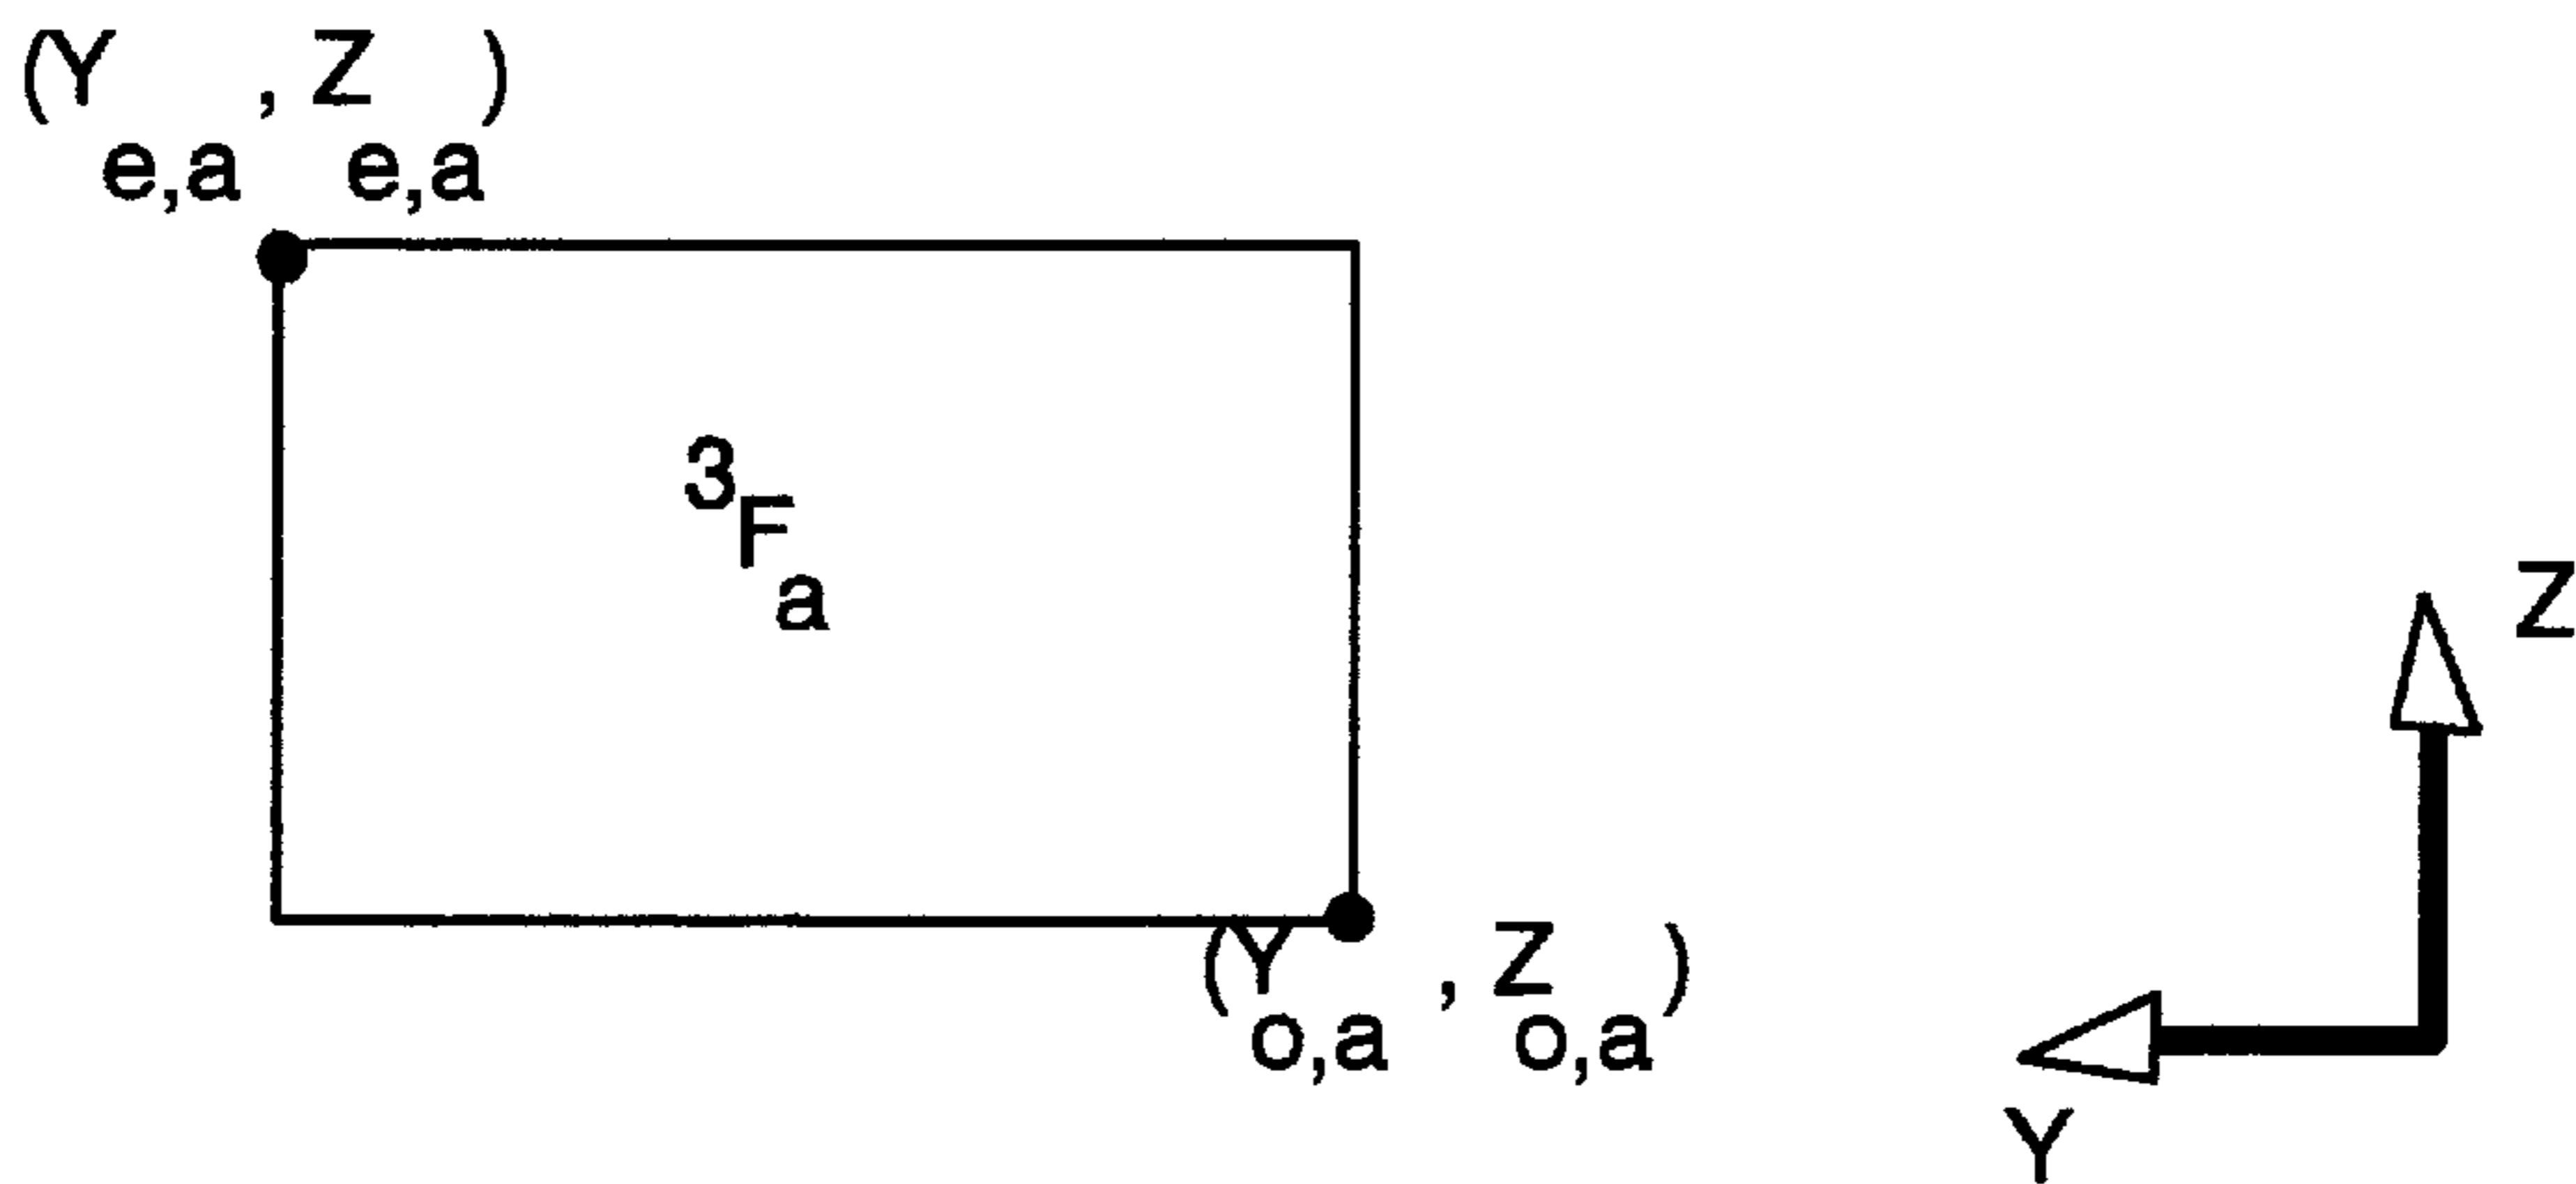 (Y e,a , Z e,a )
3 F a
Z
(Y o,a , Z o,a )
Y